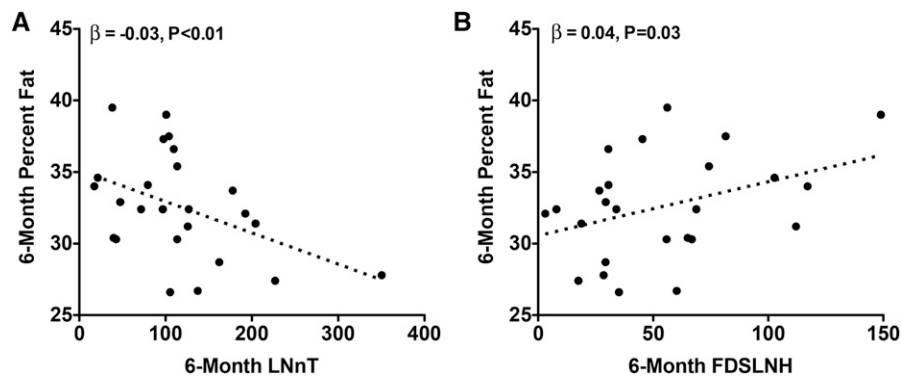 A
β = -0.03, P<0.01
45
40
35
30
25
6-Month Percent Fat
0 100 200 300 400
6-Month LNnT
B
β = 0.04, P=0.03
45
40
35
30
25
6-Month Percent Fat
0 50 100 150
6-Month FDSLNH